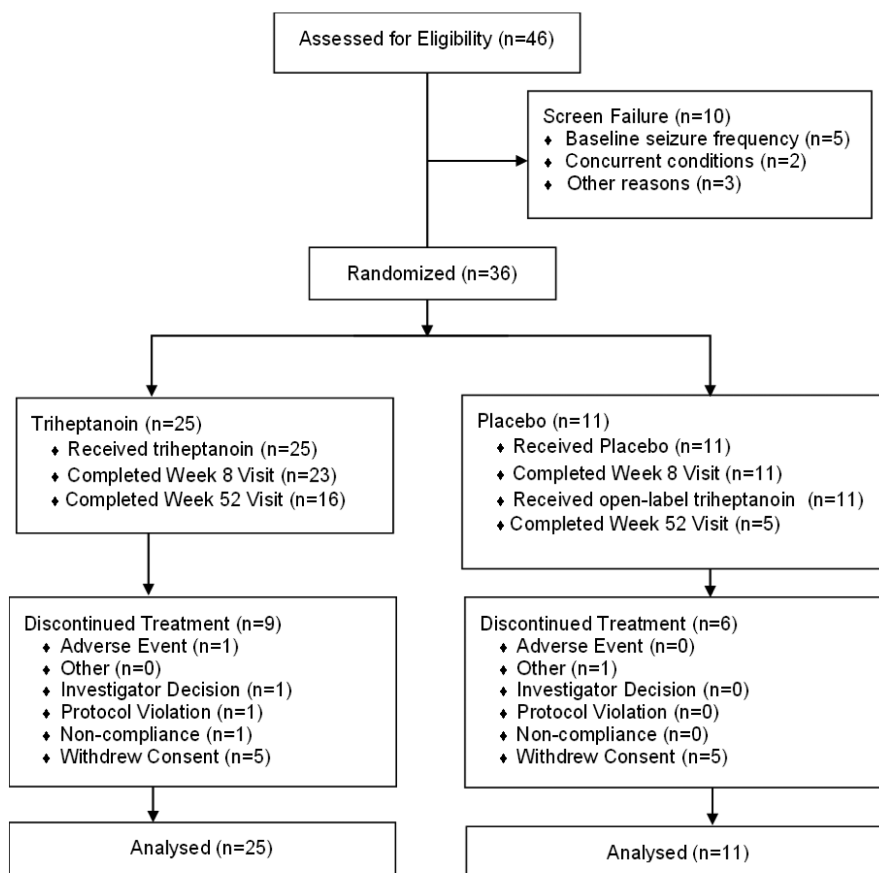 Assessed for Eligibility (n=46)
Screen Failure (n=10)
♦ Baseline seizure frequency (n=5)
♦ Concurrent conditions (n=2)
♦ Other reasons (n=3)
Randomized (n=36)
Triheptanoin (n=25)
♦ Received triheptanoin (n=25)
♦ Completed Week 8 Visit (n=23)
♦ Completed Week 52 Visit (n=16)
Placebo (n=11)
♦ Received Placebo (n=11)
♦ Completed Week 8 Visit (n=11)
♦ Received open-label triheptanoin (n=11)
♦ Completed Week 52 Visit (n=5)
Discontinued Treatment (n=9)
♦ Adverse Event (n=1)
♦ Other (n=0)
♦ Investigator Decision (n=1)
♦ Protocol Violation (n=1)
♦ Non-compliance (n=1)
♦ Withdrew Consent (n=5)
Discontinued Treatment (n=6)
♦ Adverse Event (n=0)
♦ Other (n=1)
♦ Investigator Decision (n=0)
♦ Protocol Violation (n=0)
♦ Non-compliance (n=0)
♦ Withdrew Consent (n=5)
Analysed (n=25)
Analysed (n=11)